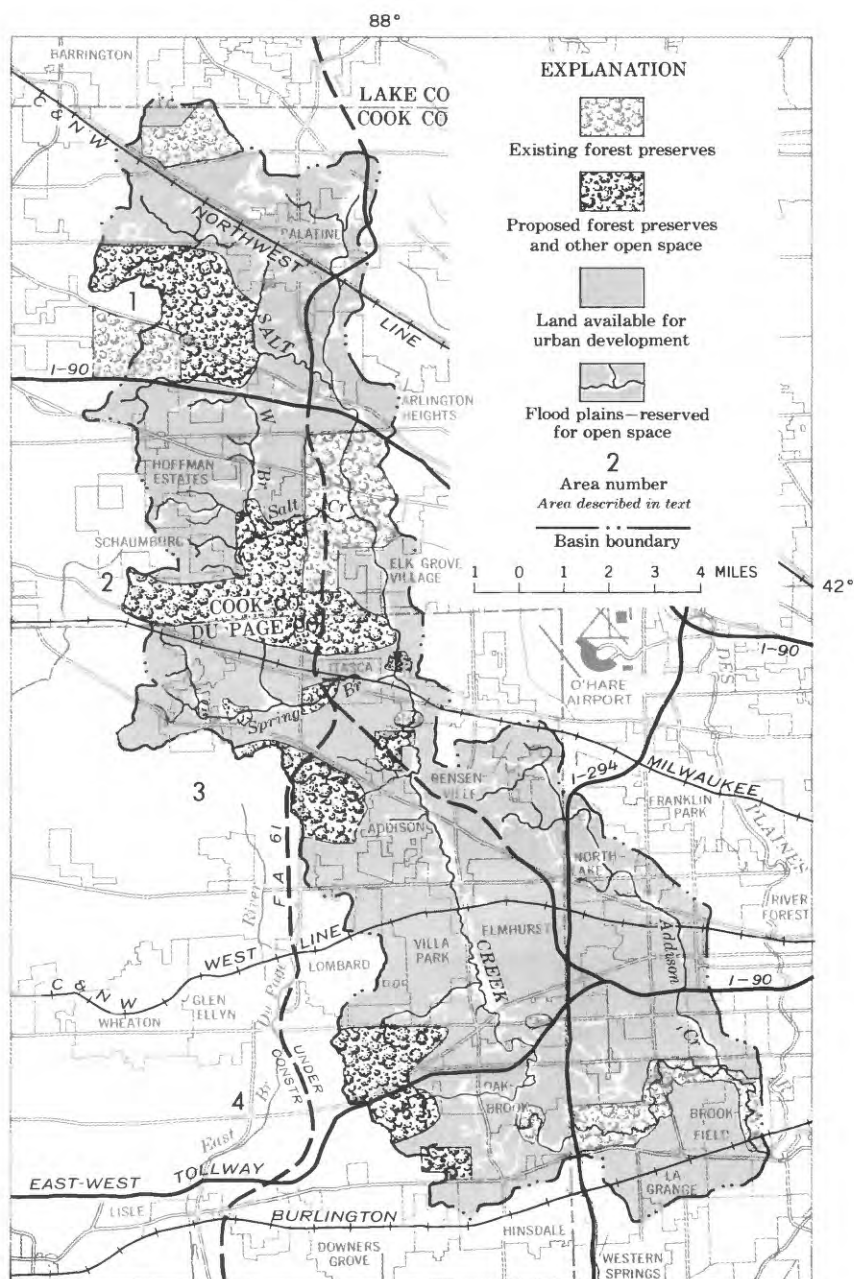 88°
BARRINGTON
C & NW
LAKE CO
COOK CO
EXPLANATION
Existing forest preserves
Proposed forest preserves
and other open space
Land available for
urban development
Flood plains—reserved
for open space
2
Area number
Area described in text
Basin boundary
1 0 1 2 3 4 MILES
42°
NORTHWEST
LINE
PALATINE
1
SALT
I-90
ARLINGTON
HEIGHTS
W
Br
HOFFMAN
ESTATES
Salt
Cr
SCHAUMBURG
ELK GROVE
VILLAGE
2
COOK CO
DU PAGE CO
I-90
DES
ITASCA
O'HARE
AIRPORT
Spring
Br
3
BENSEN-
VILLE
I-294
MILWAUKEE
FRANKLIN
PARK
PLAINES
ADDISON
F A 61
NORTH-
LAKE
River
RIVER
FOREST
Addison
WEST LINE
VILLA
PARK
ELMHURST
CREEK
LOMBARD
I-90
C & NW
GLEN
ELLYN
WHEATON
Du Page
Cr
UNDER
CONSTR
4
Br
East
OAK
BROOK
BROOK-
FIELD
R
EAST-WEST
TOLLWAY
LA
GRANGE
LISLE
BURLINGTON
HINSDALE
DOWNERS
GROVE
WESTERN
SPRINGS